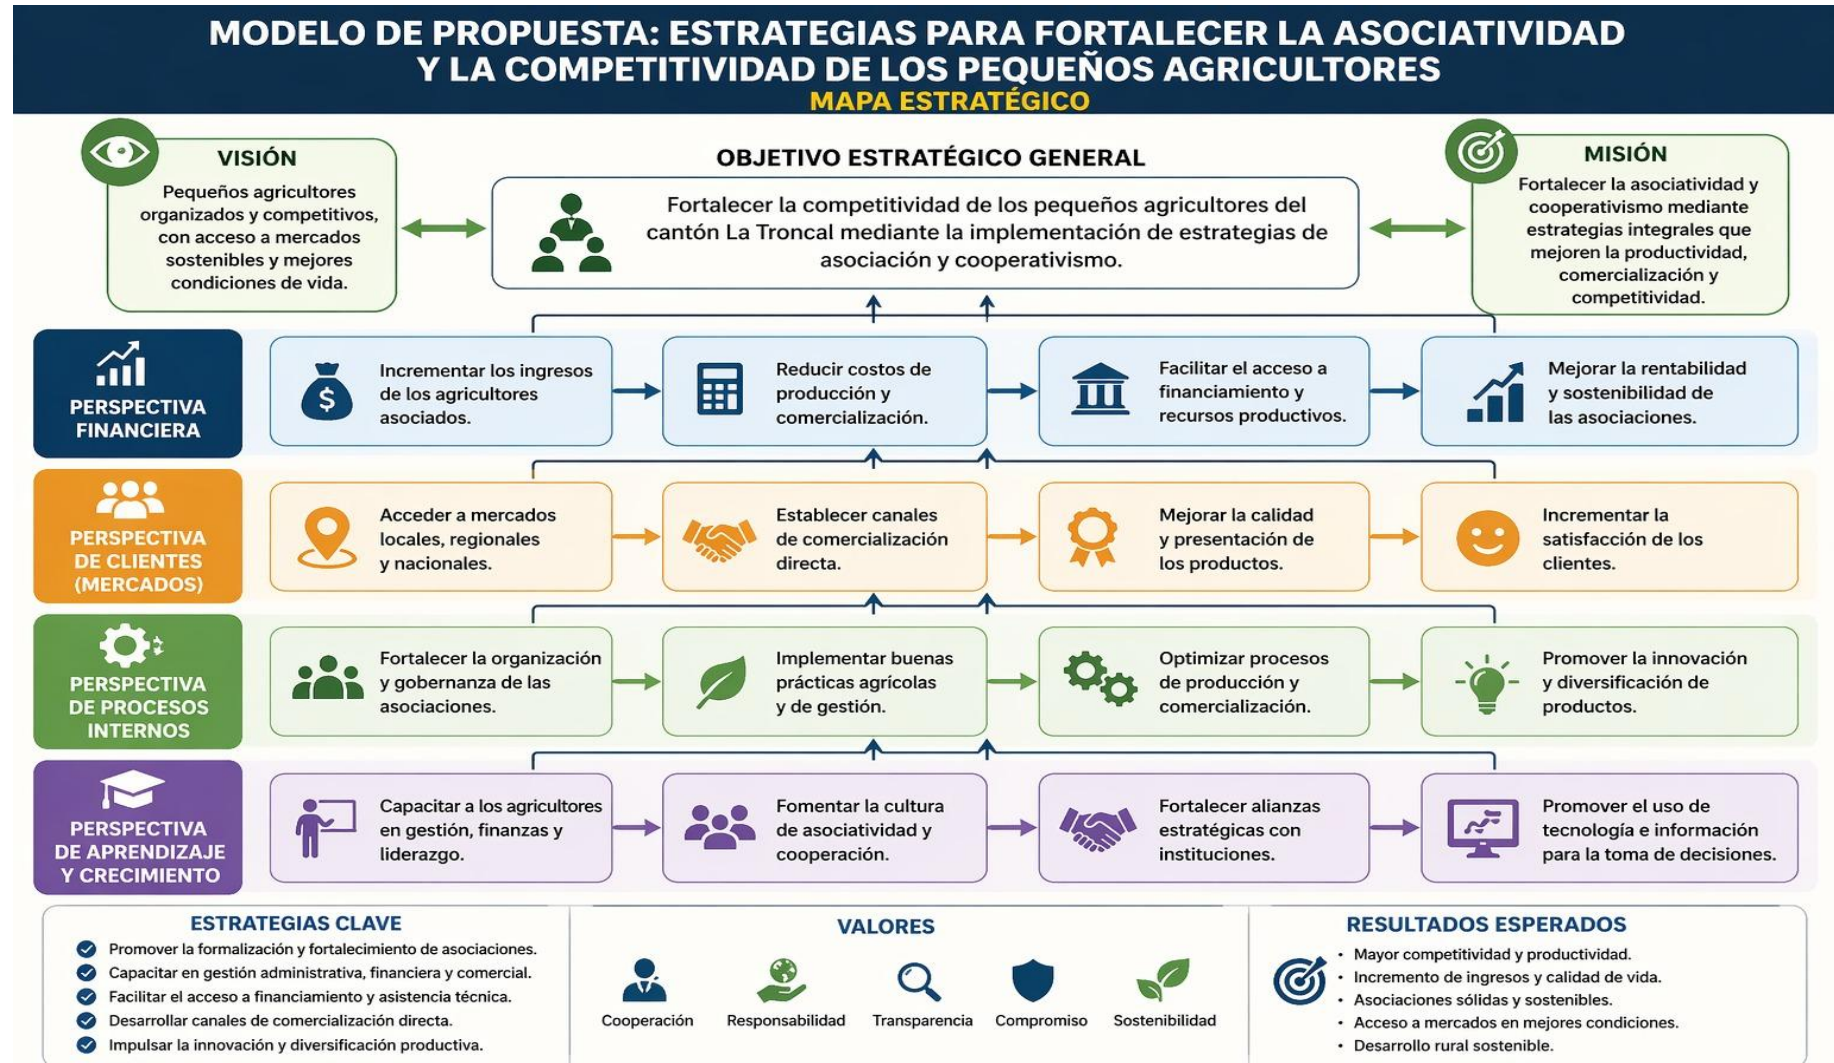 MODELO DE PROPUESTA: ESTRATEGIAS PARA FORTALECER LA ASOCIATIVIDAD
Y LA COMPETITIVIDAD DE LOS PEQUEÑOS AGRICULTORES
MAPA ESTRATÉGICO
VISIÓN
Pequeños agricultores
organizados y competitivos,
con acceso a mercados
sostenibles y mejores
condiciones de vida.
OBJETIVO ESTRATÉGICO GENERAL
Fortalecer la competitividad de los pequeños agricultores del
cantón La Troncal mediante la implementación de estrategias de
asociación y cooperativismo.
MISIÓN
Fortalecer la asociatividad y
cooperativismo mediante
estrategias integrales que
mejoren la productividad,
comercialización y
competitividad.
PERSPECTIVA
FINANCIERA
$
Incrementar los ingresos
de los agricultores
asociados.
Reducir costos de
producción y
comercialización.
Facilitar el acceso a
financiamiento y
recursos productivos.
Mejorar la rentabilidad
y sostenibilidad de
las asociaciones.
PERSPECTIVA
DE CLIENTES
(MERCADOS)
Acceder a mercados
locales, regionales
y nacionales.
Establecer canales
de comercialización
directa.
Mejorar la calidad
y presentación de
los productos.
Incrementar la
satisfacción de los
clientes.
PERSPECTIVA
DE PROCESOS
INTERNOS
Fortalecer la organización
y gobernanza de las
asociaciones.
Implementar buenas
prácticas agrícolas
y de gestión.
Optimizar procesos
de producción y
comercialización.
Promover la innovación
y diversificación de
productos.
PERSPECTIVA
DE APRENDIZAJE
Y CRECIMIENTO
Capacitar a los agricultores
en gestión, finanzas y
liderazgo.
Fomentar la cultura
de asociatividad y
cooperación.
Fortalecer alianzas
estratégicas con
instituciones.
Promover el uso de
tecnología e información
para la toma de decisiones.
ESTRATEGIAS CLAVE
Promover la formalización y fortalecimiento de asociaciones.
Capacitar en gestión administrativa, financiera y comercial.
Facilitar el acceso a financiamiento y asistencia técnica.
Desarrollar canales de comercialización directa.
Impulsar la innovación y diversificación productiva.
VALORES
Cooperación
Responsabilidad
Transparencia
Compromiso
Sostenibilidad
RESULTADOS ESPERADOS
• Mayor competitividad y productividad.
• Incremento de ingresos y calidad de vida.
• Asociaciones sólidas y sostenibles.
• Acceso a mercados en mejores condiciones.
• Desarrollo rural sostenible.